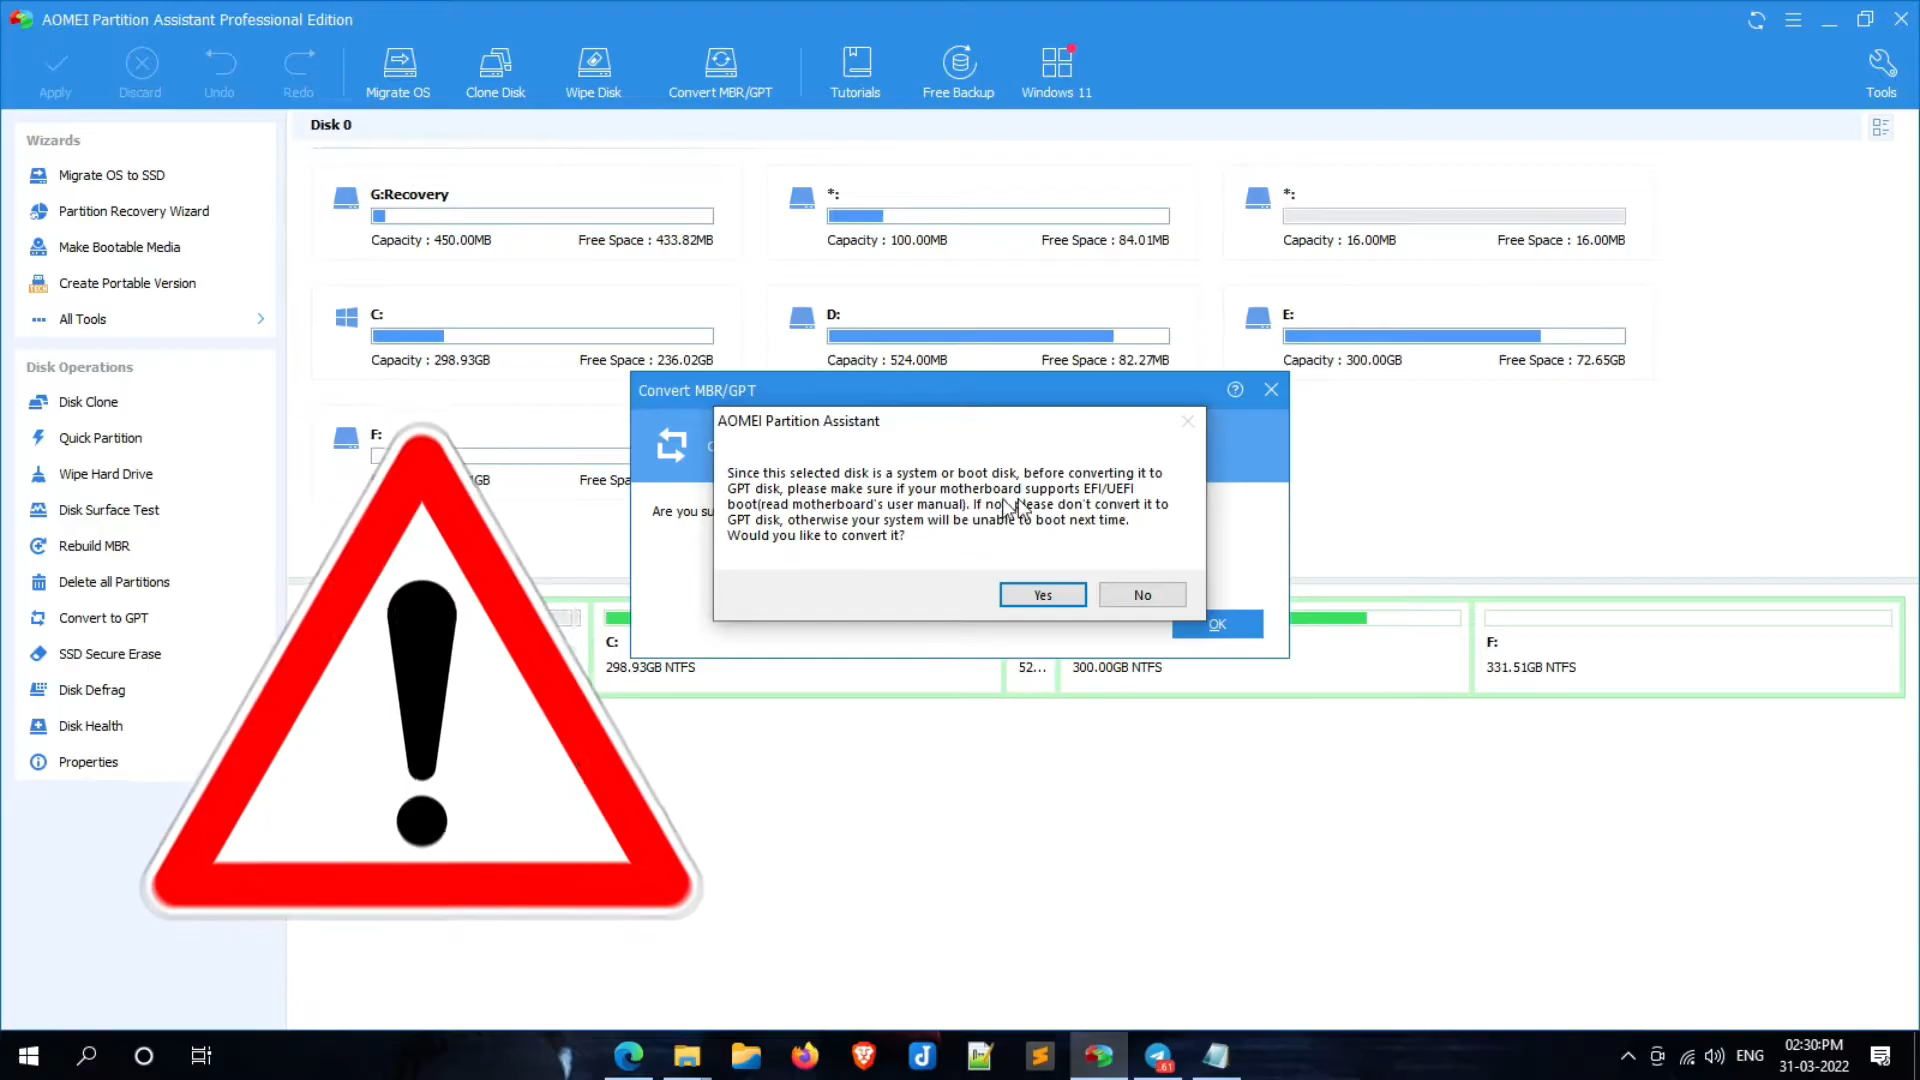 AOMEI Partition Assistant Professional Edition
Apply
Discard
Undo
Redo
Migrate OS
Clone Disk
Wipe Disk
Convert MBR/GPT
Tutorials
Free Backup
Windows 11
Tools
Wizards
Migrate OS to SSD
Partition Recovery Wizard
Make Bootable Media
Create Portable Version
All Tools
Disk Operations
Disk Clone
Quick Partition
Wipe Hard Drive
Disk Surface Test
Rebuild MBR
Delete all Partitions
Convert to GPT
SSD Secure Erase
Disk Defrag
Disk Health
Properties
Disk 0
G:Recovery
Capacity : 450.00MB Free Space : 433.82MB
*:
Capacity : 100.00MB Free Space : 84.01MB
*:
Capacity : 16.00MB Free Space : 16.00MB
C:
Capacity : 298.93GB Free Space : 236.02GB
D:
Capacity : 524.00MB Free Space : 82.27MB
E:
Capacity : 300.00GB Free Space : 72.65GB
F:
GB Free Spa
Convert MBR/GPT
Are you su
OK
AOMEI Partition Assistant
Since this selected disk is a system or boot disk, before converting it to
GPT disk, please make sure if your motherboard supports EFI/UEFI
boot(read motherboard's user manual). If not, please don't convert it to
GPT disk, otherwise your system will be unable to boot next time.
Would you like to convert it?
Yes
No
C:
298.93GB NTFS
52...
300.00GB NTFS
F:
331.51GB NTFS
61
ENG
02:30:PM
31-03-2022